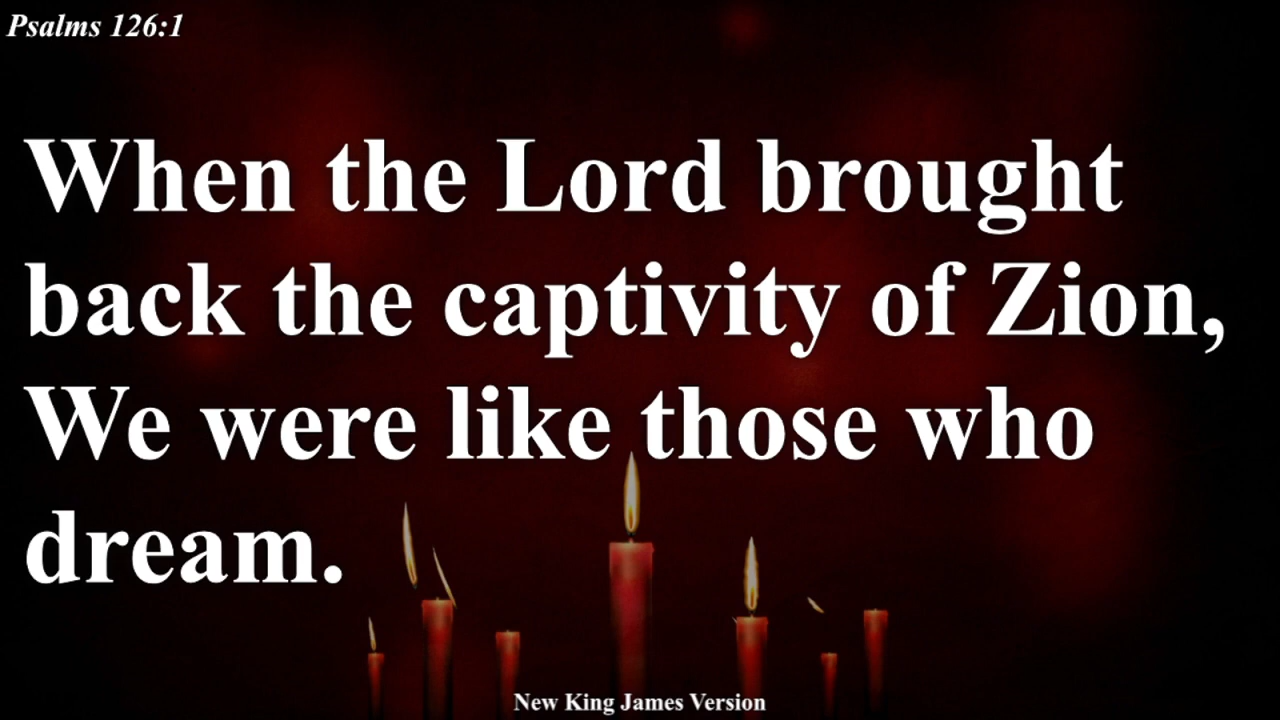 Psalms 126:1
When the Lord brought
back the captivity of Zion,
We were like those who
dream.
New King James Version